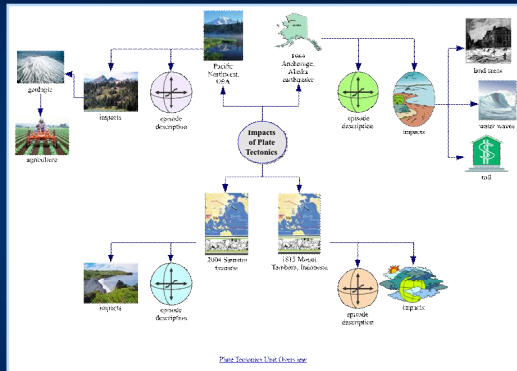 Pacific
Northwest,
USA
1964
Anchorage,
Alaska
earthquake
geologic
impacts
episode
description
agriculture
episode
description
impacts
land areas
water waves
Impacts
of Plate
Tectonics
2004 Sumatra
tsunami
1815 Mount
Tambora, Indonesia
impacts
episode
description
episode
description
impacts
Plate Tectonics Unit Overview